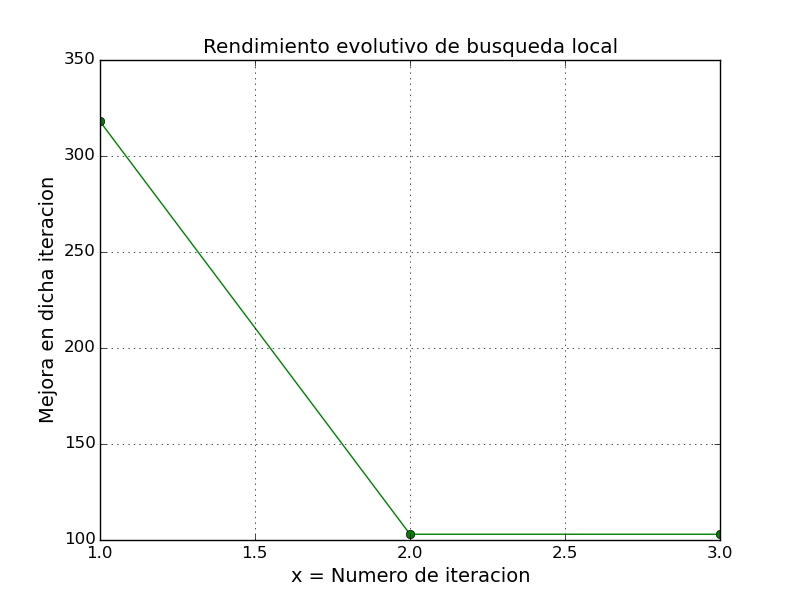 Rendimiento evolutivo de busqueda local
350
300
250
200
150
100
Mejora en dicha iteracion
1.0 1.5 2.0 2.5 3.0
x = Numero de iteracion